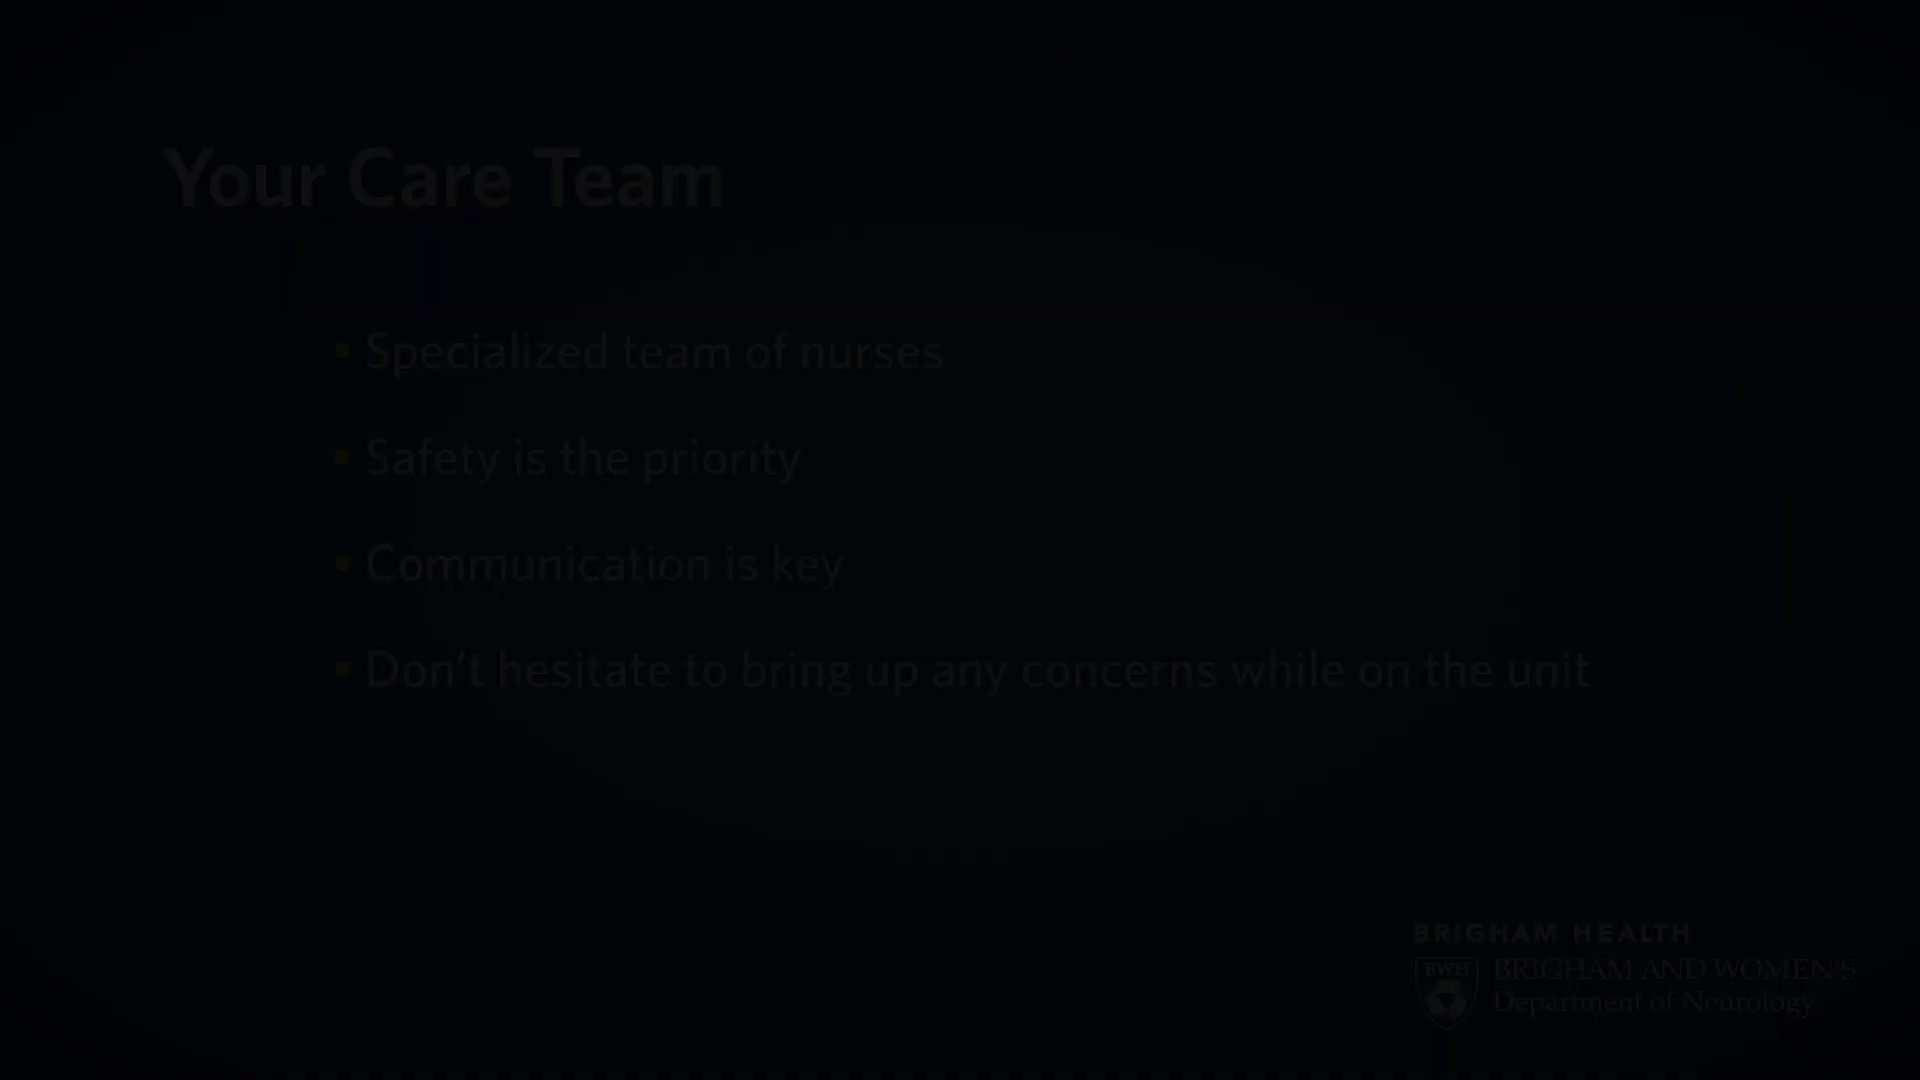 Your Care Team
Specialized team of nurses
Safety is the priority
Communication is key
Don't hesitate to bring up any concerns while on the unit
BRIGHAM HEALTH
BWH
BRIGHAM AND WOMEN'S
Department of Neurology